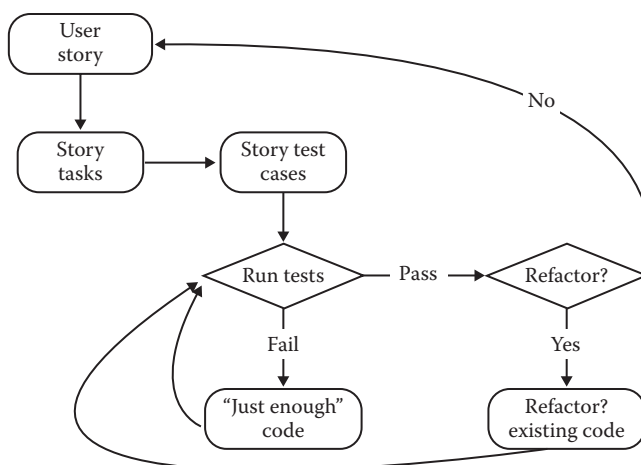 User
story
No
Story
tasks
Story test
cases
Run tests
Pass
Refactor?
Fail
Yes
“Just enough”
code
Refactor?
existing code